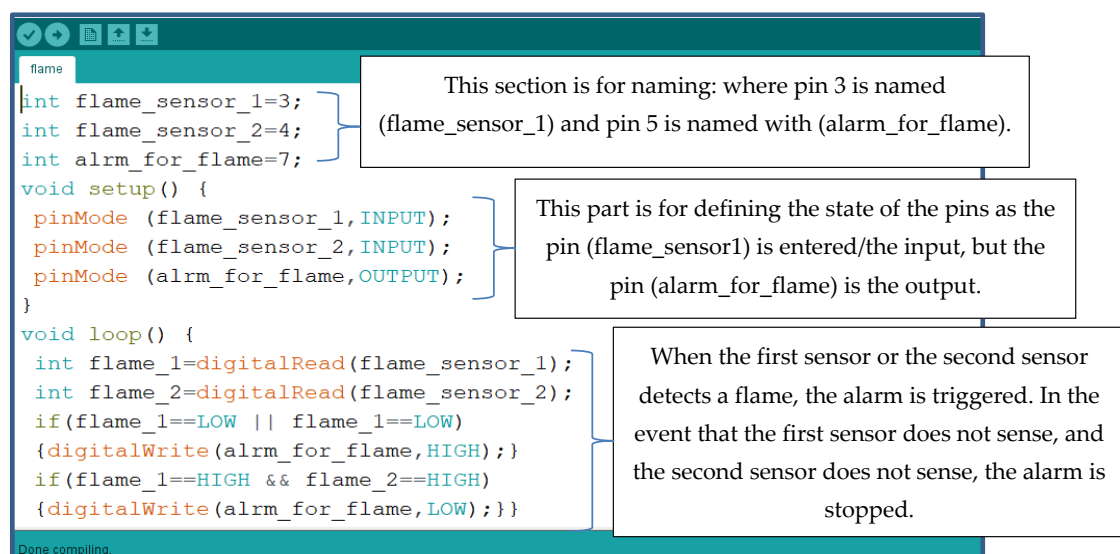 flame
int flame_sensor_1=3;
int flame_sensor_2=4;
int alrm_for_flame=7;
This section is for naming: where pin 3 is named
(flame_sensor_1) and pin 5 is named with (alarm_for_flame).
void setup() {
pinMode (flame_sensor_1,INPUT);
pinMode (flame_sensor_2,INPUT);
pinMode (alrm_for_flame,OUTPUT);
}
This part is for defining the state of the pins as the
pin (flame_sensor1) is entered/the input, but the
pin (alarm_for_flame) is the output.
void loop() {
int flame_1=digitalRead(flame_sensor_1);
int flame_2=digitalRead(flame_sensor_2);
if(flame_1==LOW || flame_1==LOW)
{digitalWrite(alrm_for_flame,HIGH);}
if(flame_1==HIGH && flame_2==HIGH)
{digitalWrite(alrm_for_flame,LOW);}}
When the first sensor or the second sensor
detects a flame, the alarm is triggered. In the
event that the first sensor does not sense, and
the second sensor does not sense, the alarm is
stopped.
Done compiling.